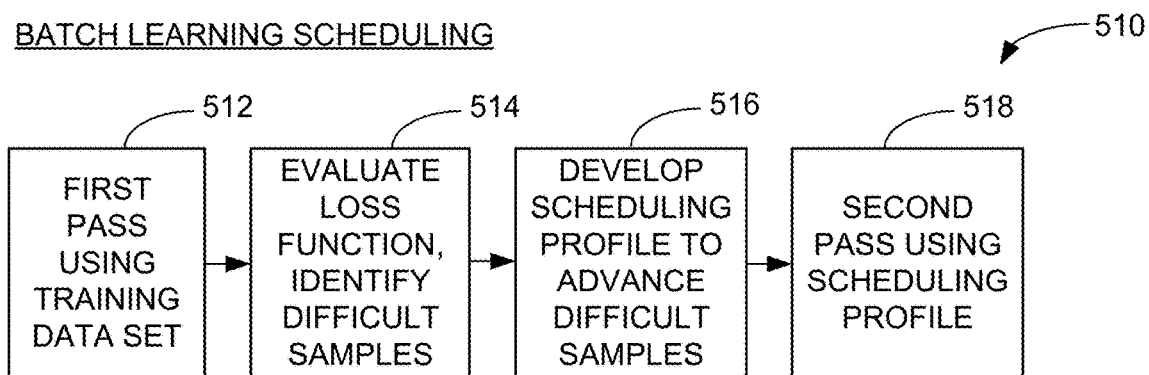 BATCH LEARNING SCHEDULING
510
512
FIRST
PASS
USING
TRAINING
DATA SET
514
EVALUATE
LOSS
FUNCTION,
IDENTIFY
DIFFICULT
SAMPLES
516
DEVELOP
SCHEDULING
PROFILE TO
ADVANCE
DIFFICULT
SAMPLES
518
SECOND
PASS USING
SCHEDULING
PROFILE